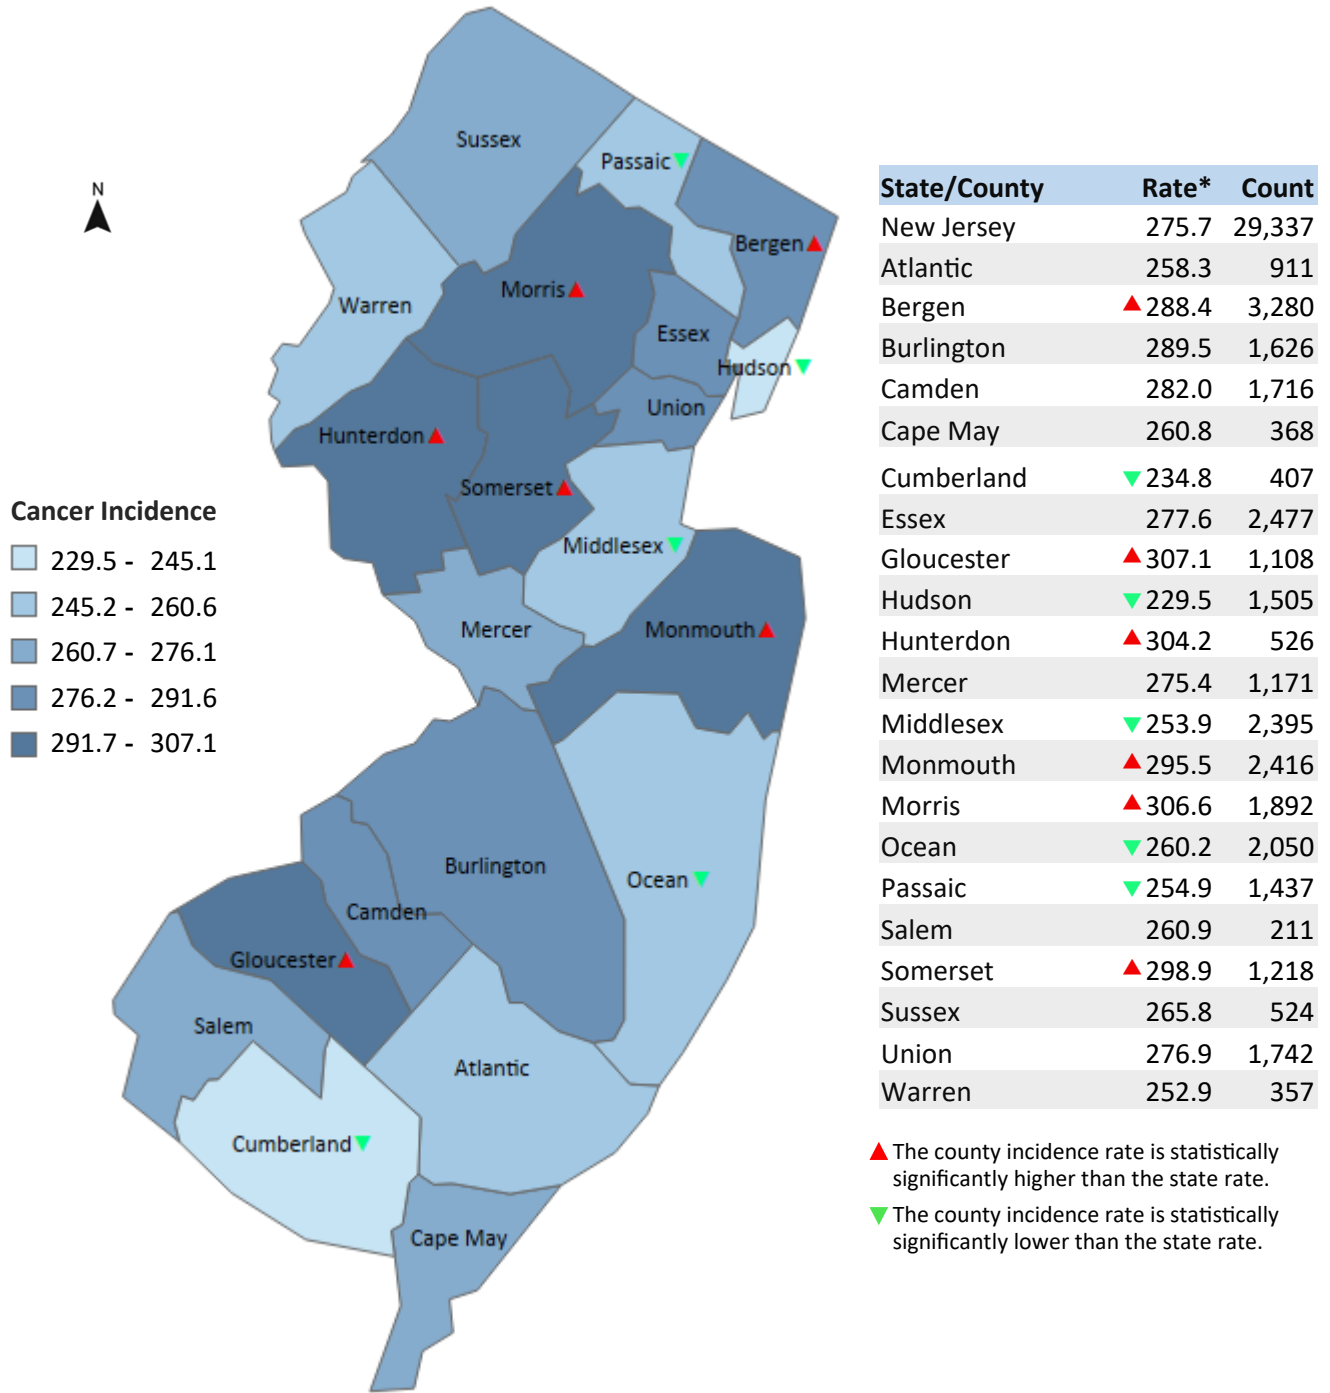 Sussex
Passaic
N
Bergen
Morris
Warren
Essex
Hudson
Union
Hunterdon
Somerset
Middlesex
Mercer
Monmouth
Burlington
Ocean
Camden
Gloucester
Salem
Atlantic
Cumberland
Cape May
Cancer Incidence
229.5 - 245.1
245.2 - 260.6
260.7 - 276.1
276.2 - 291.6
291.7 - 307.1
State/County Rate* Count
New Jersey 275.7 29,337
Atlantic 258.3 911
Bergen ▲ 288.4 3,280
Burlington 289.5 1,626
Camden 282.0 1,716
Cape May 260.8 368
Cumberland ▼ 234.8 407
Essex 277.6 2,477
Gloucester ▲ 307.1 1,108
Hudson ▼ 229.5 1,505
Hunterdon ▲ 304.2 526
Mercer 275.4 1,171
Middlesex ▼ 253.9 2,395
Monmouth ▲ 295.5 2,416
Morris ▲ 306.6 1,892
Ocean ▼ 260.2 2,050
Passaic ▼ 254.9 1,437
Salem 260.9 211
Somerset ▲ 298.9 1,218
Sussex 265.8 524
Union 276.9 1,742
Warren 252.9 357
▲ The county incidence rate is statistically
significantly higher than the state rate.
▼ The county incidence rate is statistically
significantly lower than the state rate.